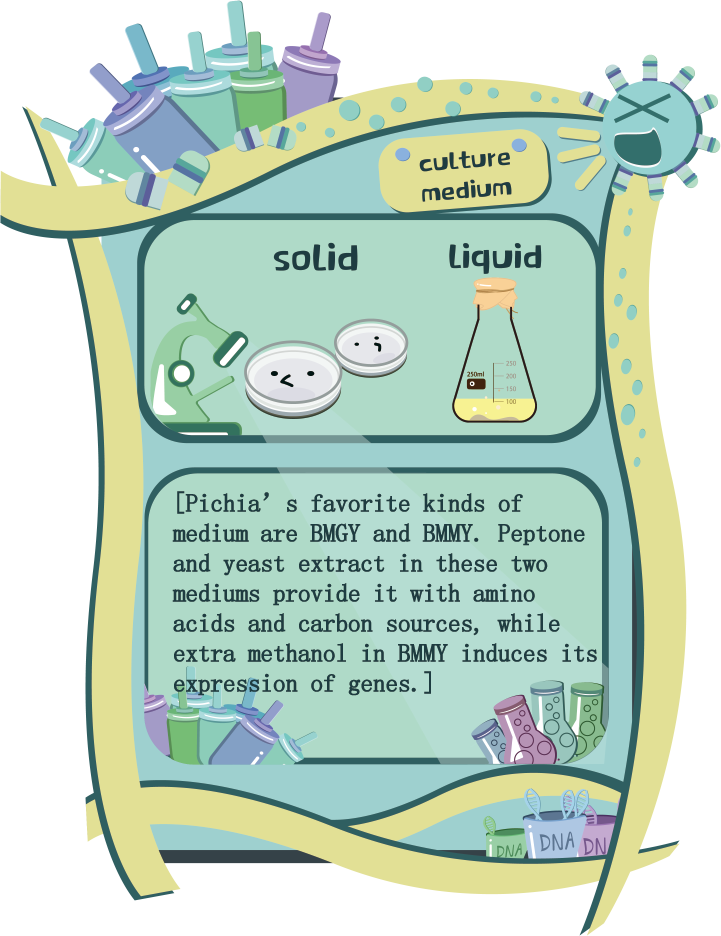 culture
medium
solid
liquid
250ml
250
200
150
100
[Pichia’s favorite kinds of
medium are BMGY and BMMY. Peptone
and yeast extract in these two
mediums provide it with amino
acids and carbon sources, while
extra methanol in BMMY induces its
expression of genes.]
DNA
DNA
DN